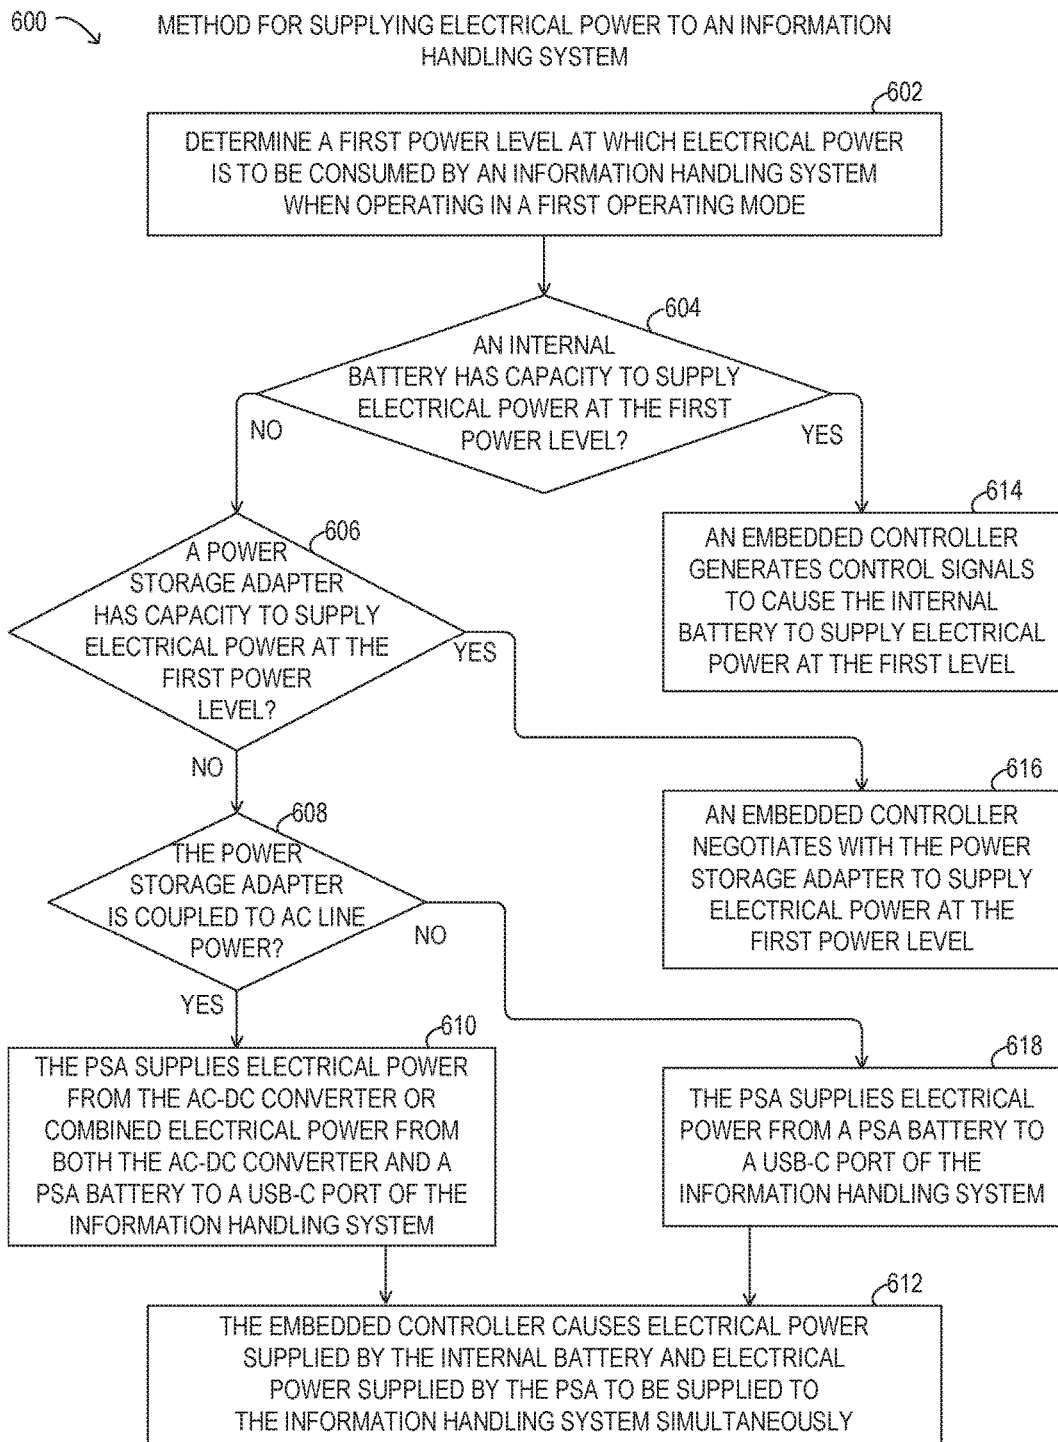 600
METHOD FOR SUPPLYING ELECTRICAL POWER TO AN INFORMATION
HANDLING SYSTEM
602
DETERMINE A FIRST POWER LEVEL AT WHICH ELECTRICAL POWER
IS TO BE CONSUMED BY AN INFORMATION HANDLING SYSTEM
WHEN OPERATING IN A FIRST OPERATING MODE
604
AN INTERNAL
BATTERY HAS CAPACITY TO SUPPLY
ELECTRICAL POWER AT THE FIRST
POWER LEVEL?
NO
YES
614
AN EMBEDDED CONTROLLER
GENERATES CONTROL SIGNALS
TO CAUSE THE INTERNAL
BATTERY TO SUPPLY ELECTRICAL
POWER AT THE FIRST LEVEL
606
A POWER
STORAGE ADAPTER
HAS CAPACITY TO SUPPLY
ELECTRICAL POWER AT THE
FIRST POWER
LEVEL?
YES
NO
616
AN EMBEDDED CONTROLLER
NEGOTIATES WITH THE POWER
STORAGE ADAPTER TO SUPPLY
ELECTRICAL POWER AT THE
FIRST POWER LEVEL
608
THE POWER
STORAGE ADAPTER
IS COUPLED TO AC LINE
POWER?
NO
YES
610
THE PSA SUPPLIES ELECTRICAL POWER
FROM THE AC-DC CONVERTER OR
COMBINED ELECTRICAL POWER FROM
BOTH THE AC-DC CONVERTER AND A
PSA BATTERY TO A USB-C PORT OF THE
INFORMATION HANDLING SYSTEM
618
THE PSA SUPPLIES ELECTRICAL
POWER FROM A PSA BATTERY TO
A USB-C PORT OF THE
INFORMATION HANDLING SYSTEM
612
THE EMBEDDED CONTROLLER CAUSES ELECTRICAL POWER
SUPPLIED BY THE INTERNAL BATTERY AND ELECTRICAL
POWER SUPPLIED BY THE PSA TO BE SUPPLIED TO
THE INFORMATION HANDLING SYSTEM SIMULTANEOUSLY